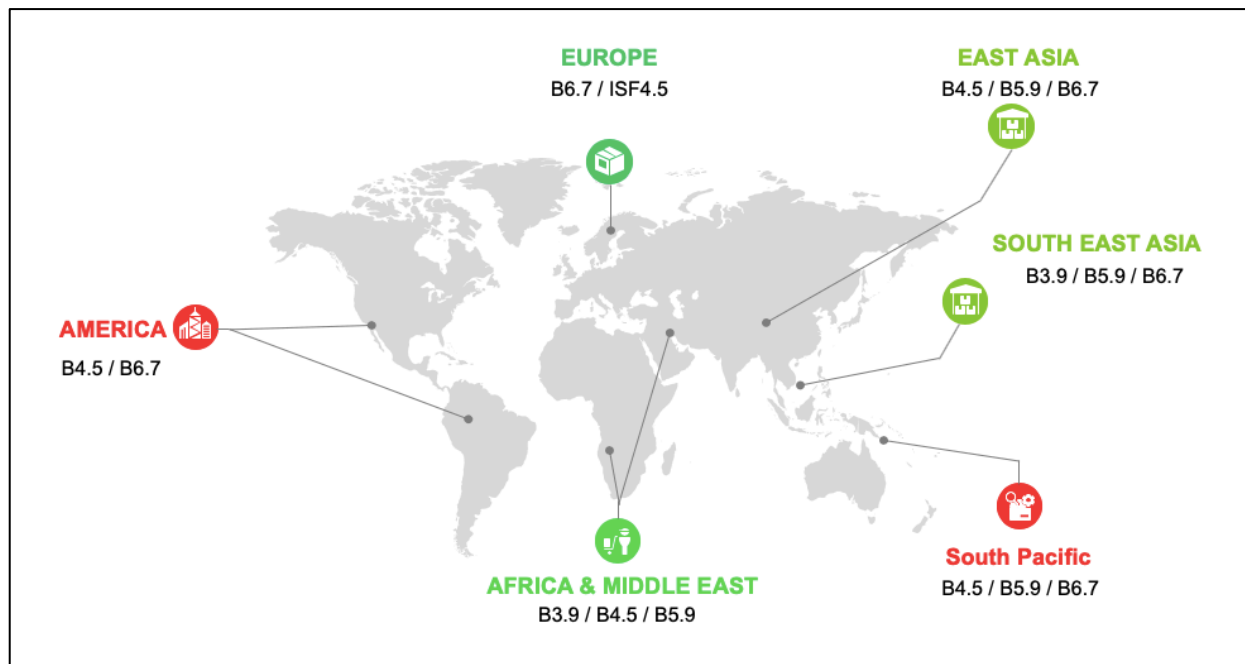 EUROPE
B6.7 / ISF4.5
EAST ASIA
B4.5 / B5.9 / B6.7
SOUTH EAST ASIA
B3.9 / B5.9 / B6.7
AMERICA
B4.5 / B6.7
South Pacific
B4.5 / B5.9 / B6.7
AFRICA & MIDDLE EAST
B3.9 / B4.5 / B5.9